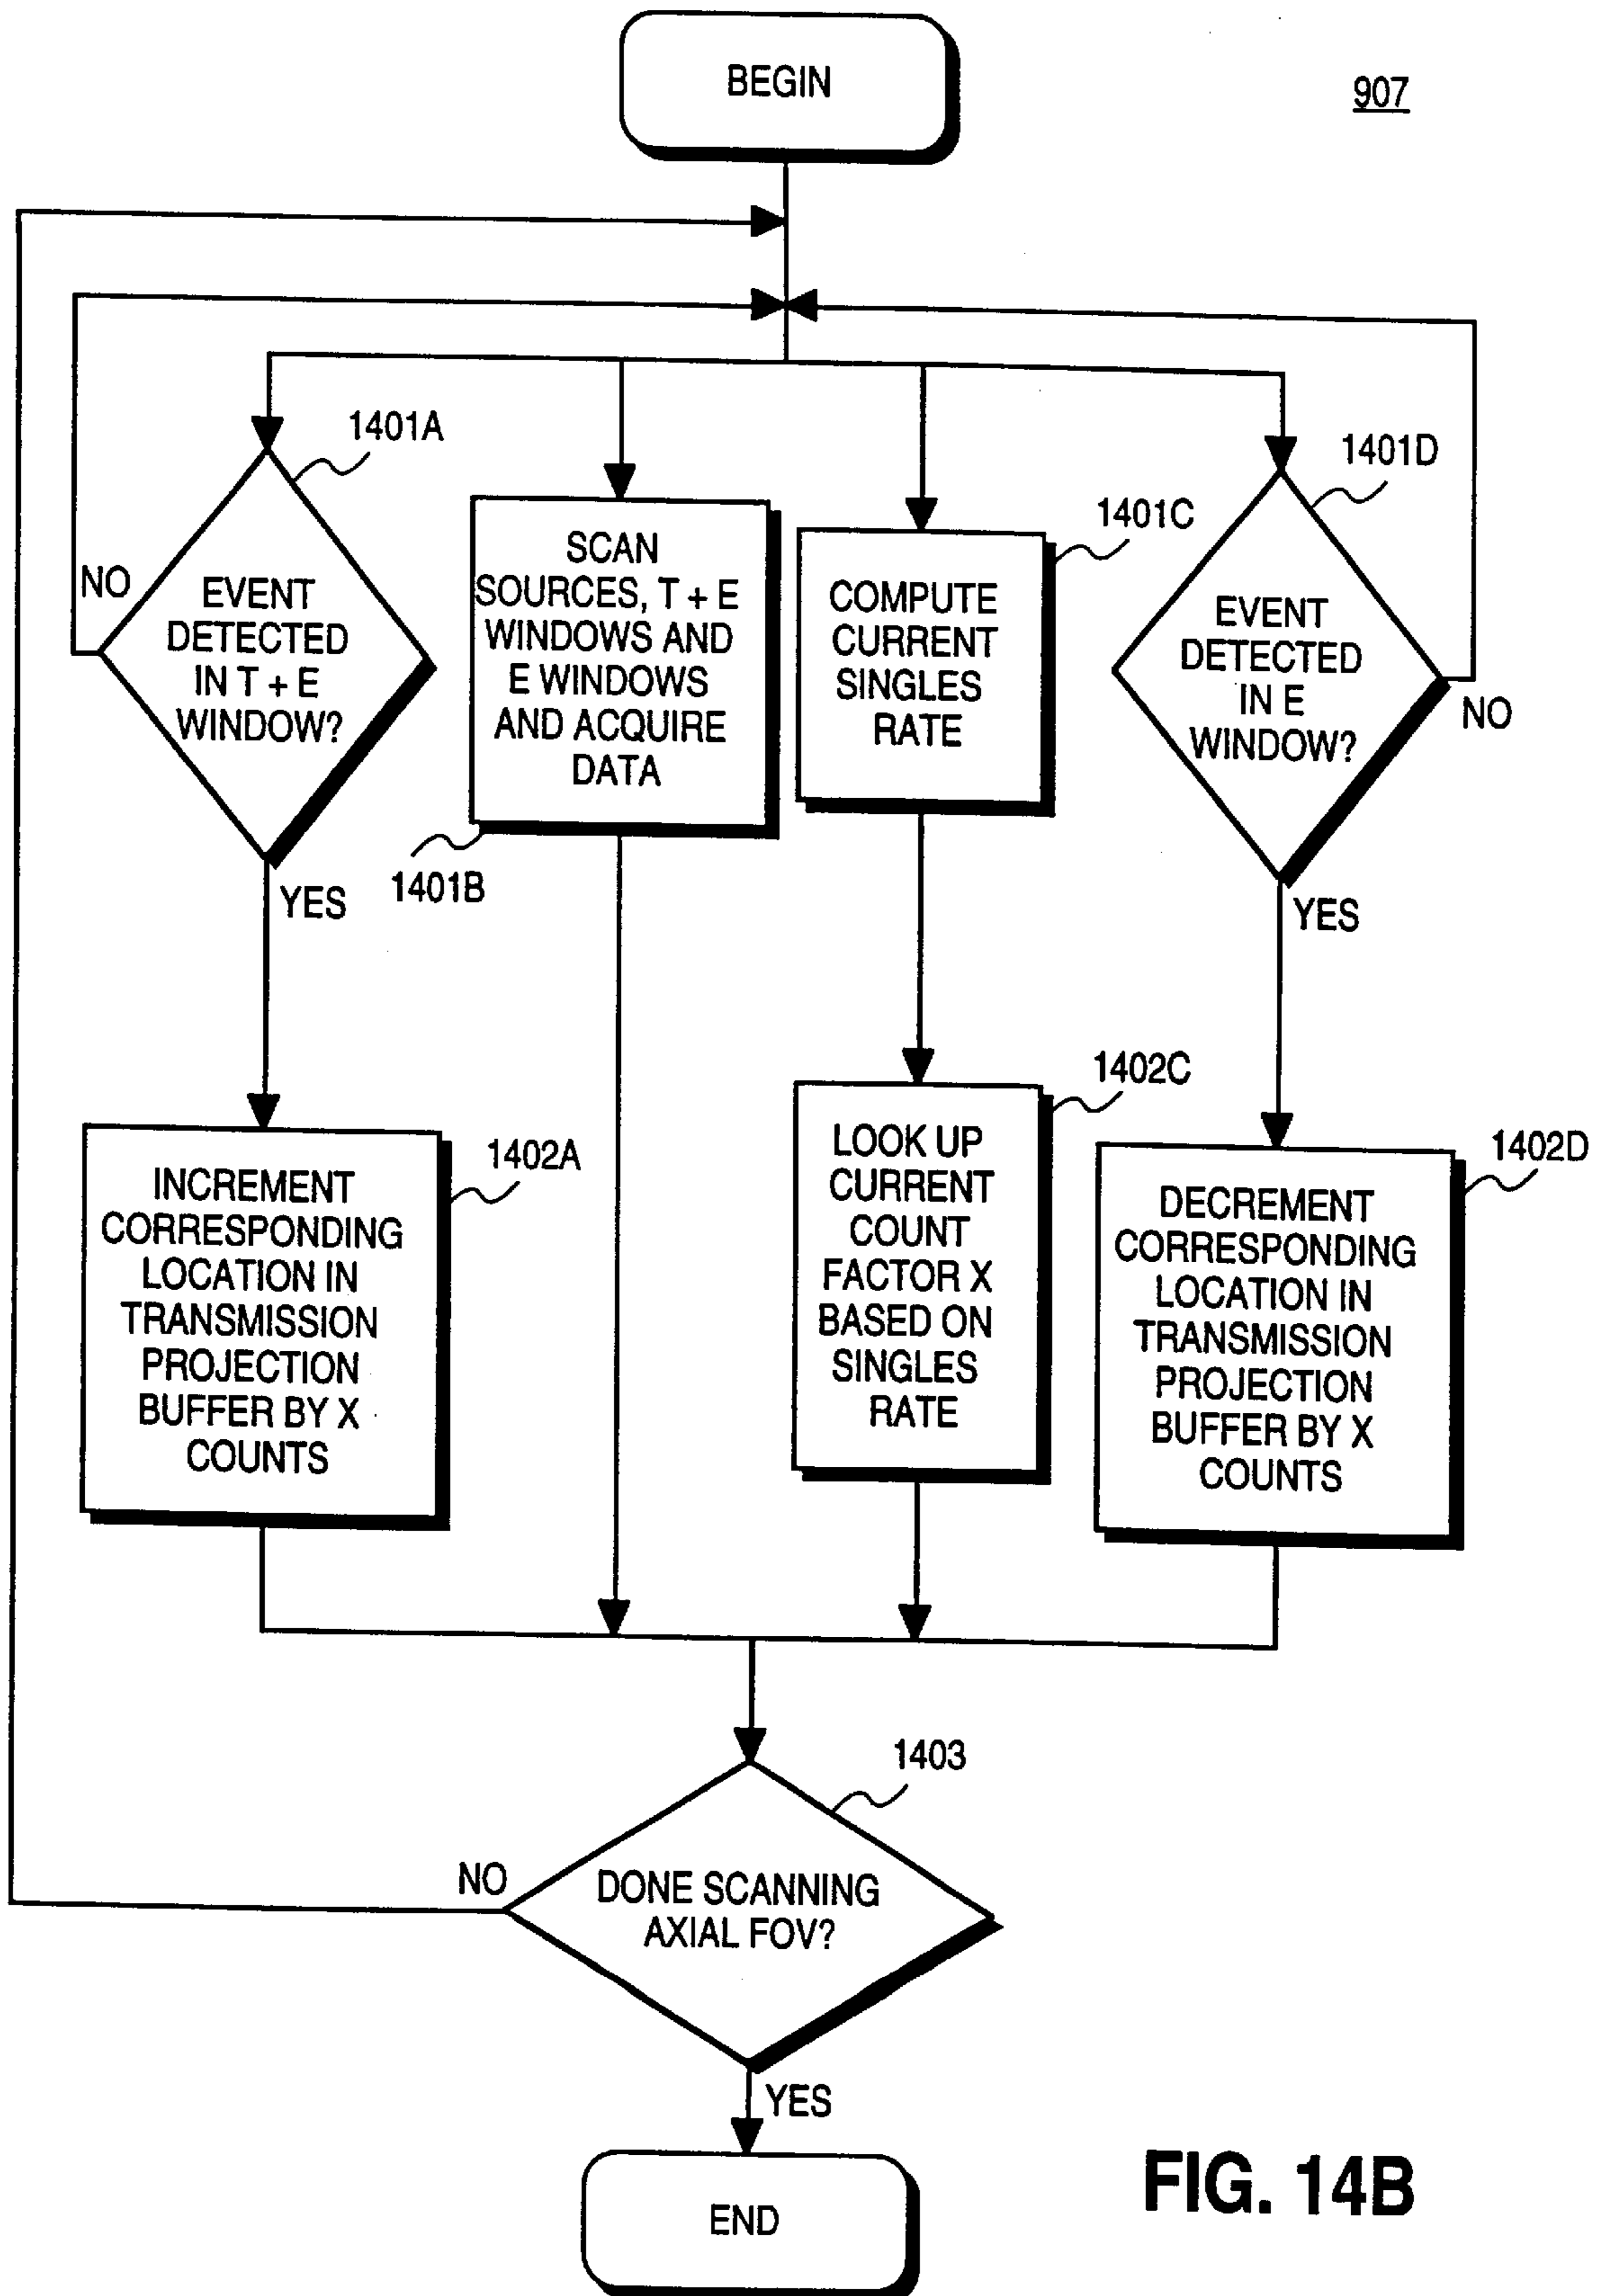 BEGIN
907
1401A
NO
EVENT
DETECTED
IN T + E
WINDOW?
YES
SCAN
SOURCES, T + E
WINDOWS AND
E WINDOWS
AND ACQUIRE
DATA
1401B
1401C
COMPUTE
CURRENT
SINGLES
RATE
1401D
EVENT
DETECTED
IN E
WINDOW?
NO
YES
1402A
INCREMENT
CORRESPONDING
LOCATION IN
TRANSMISSION
PROJECTION
BUFFER BY X
COUNTS
1402C
LOOK UP
CURRENT
COUNT
FACTOR X
BASED ON
SINGLES
RATE
1402D
DECREMENT
CORRESPONDING
LOCATION IN
TRANSMISSION
PROJECTION
BUFFER BY X
COUNTS
1403
NO
DONE SCANNING
AXIAL FOV?
YES
END
FIG. 14B